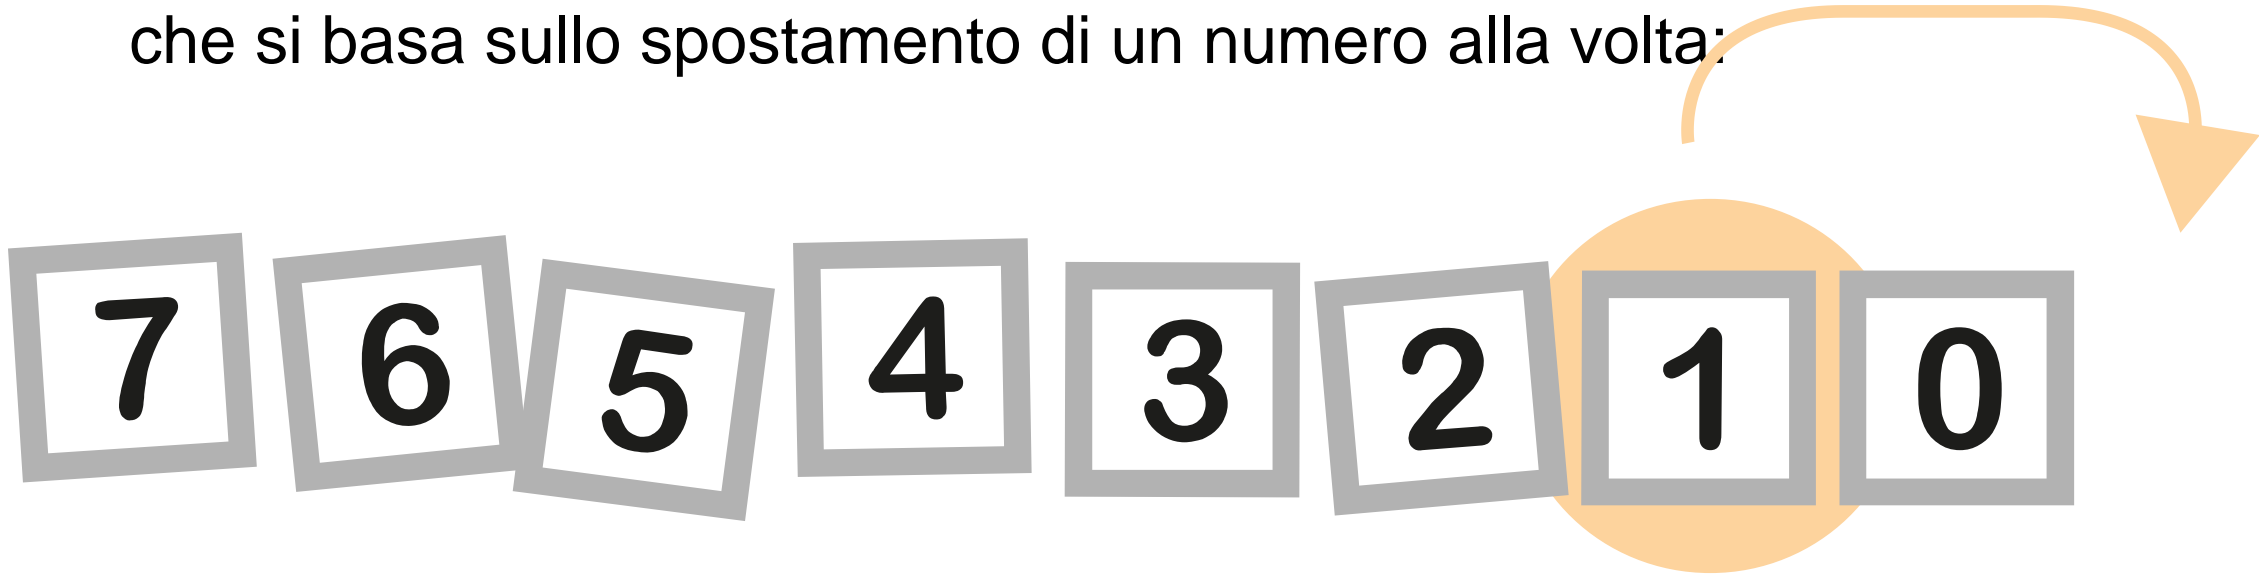 che si basa sullo spostamento di un numero alla volta:
7 6 5 4 3 2 1 0